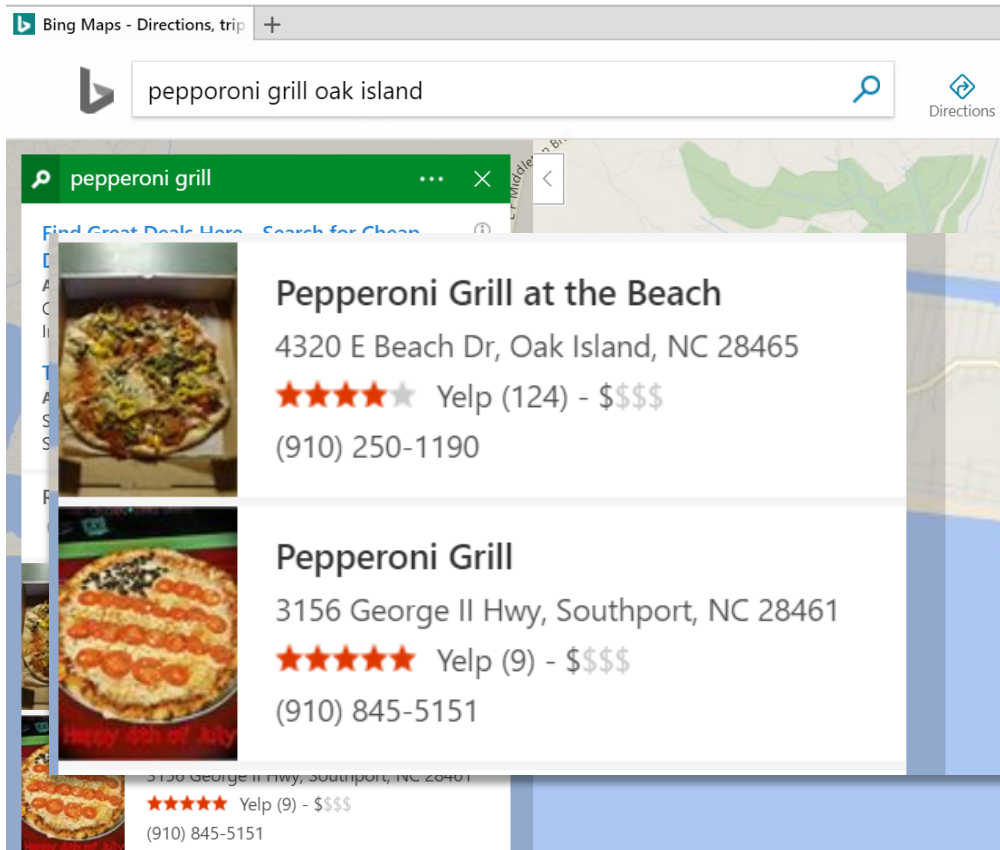 Bing Maps - Directions, trip
pepporoni grill oak island
Directions
pepperoni grill
Find Great Deals Here - Search for Cheap
Pepperoni Grill at the Beach
4320 E Beach Dr, Oak Island, NC 28465
Yelp (124) - $$$$
(910) 250-1190
Pepperoni Grill
3156 George II Hwy, Southport, NC 28461
Yelp (9) - $$$$
(910) 845-5151
Happy 4th of July
3156 George II Hwy, Southport, NC 28461
Yelp (9) - $$$$
(910) 845-5151